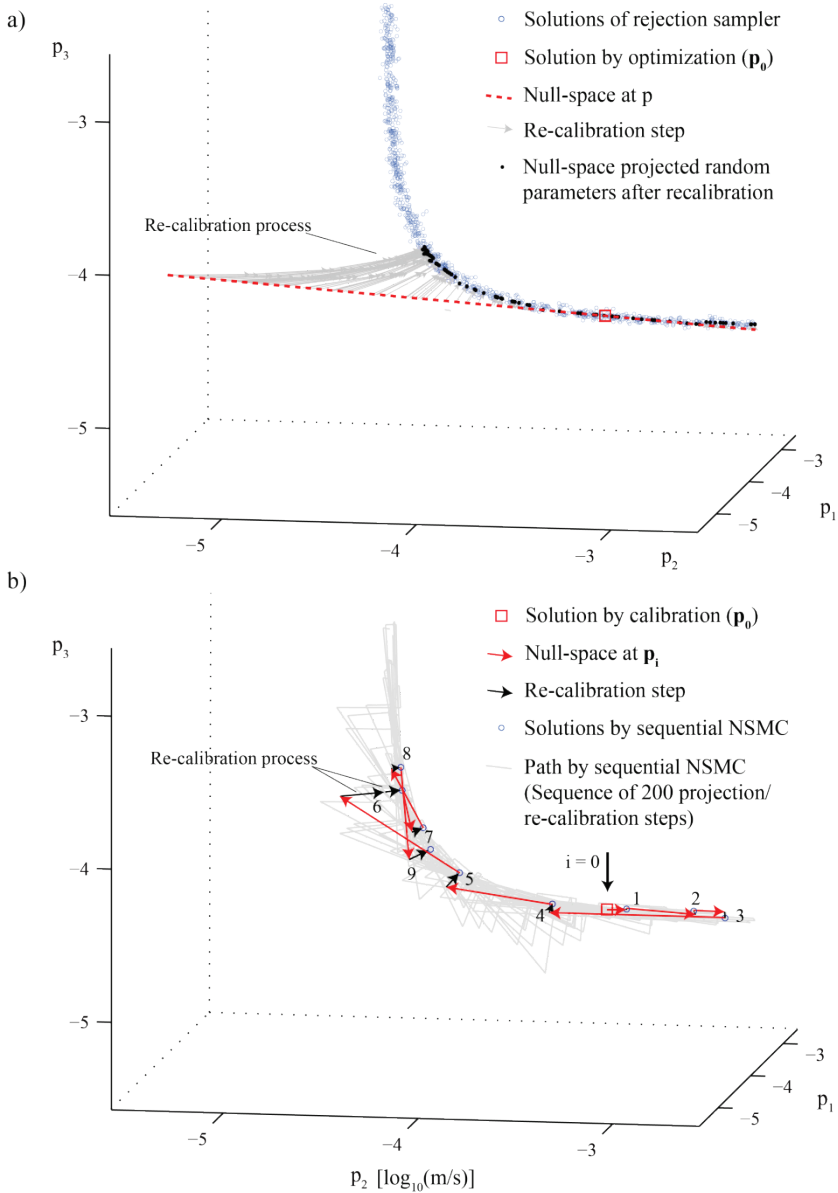 a)
p3
Solutions of rejection sampler
Solution by optimization (p0)
Null-space at p
Re-calibration step
Null-space projected random
parameters after recalibration
−3
Re-calibration process
−4
−5
−3
−4
−5
p1
−5
−4
−3
p2
b)
p3
Solution by calibration (p0)
Null-space at pi
Re-calibration step
Solutions by sequential NSMC
Path by sequential NSMC
(Sequence of 200 projection/
re-calibration steps)
−3
Re-calibration process
8
6
7
9
5
−4
i = 0
4
1
2
3
−5
−3
−4
−5
p1
−5
−4
−3
p2 [log10(m/s)]